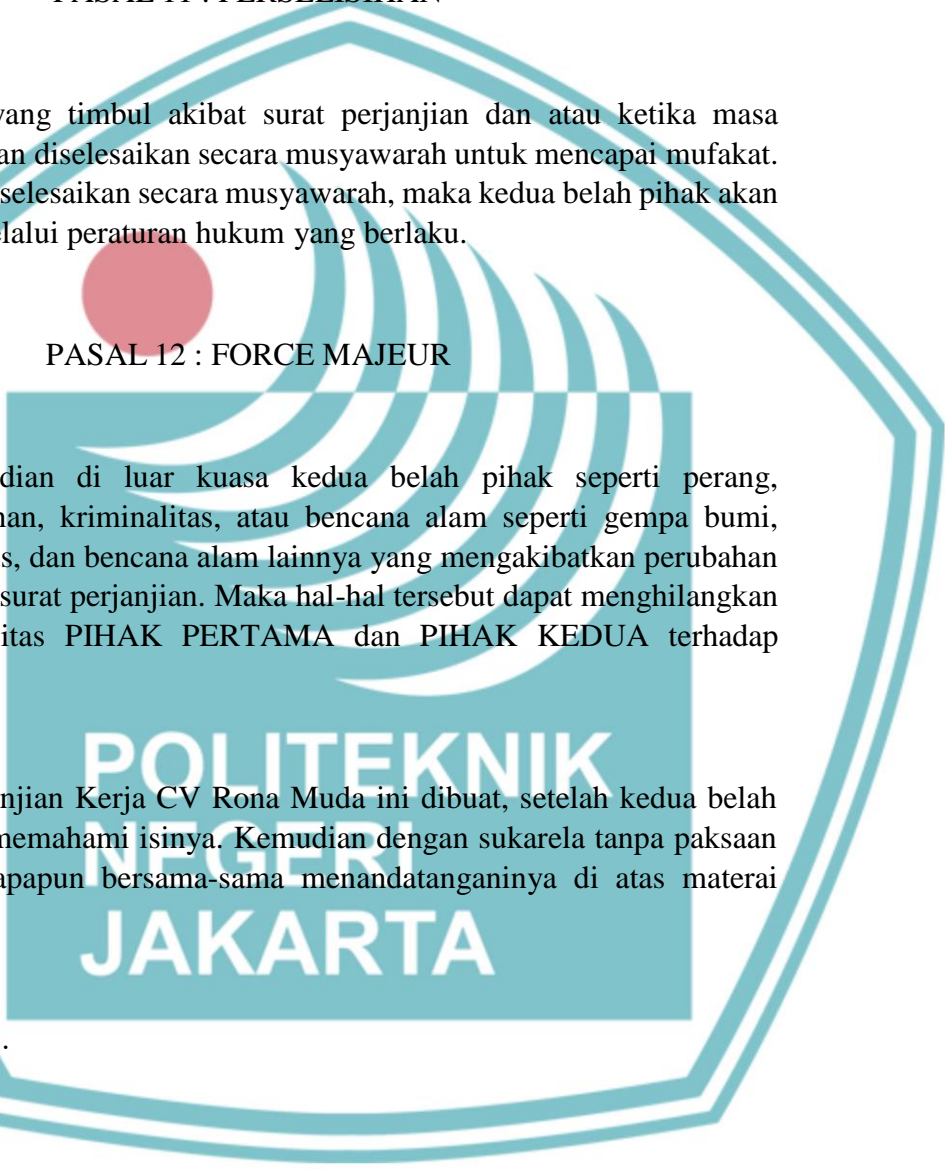 PASAL 11 : PERSELISIHAN
yang timbul akibat surat perjanjian dan atau ketika masa
an diselesaikan secara musyawarah untuk mencapai mufakat.
selesaikan secara musyawarah, maka kedua belah pihak akan
elalui peraturan hukum yang berlaku.
PASAL 12 : FORCE MAJEUR
dian di luar kuasa kedua belah pihak seperti perang,
nan, kriminalitas, atau bencana alam seperti gempa bumi,
s, dan bencana alam lainnya yang mengakibatkan perubahan
surat perjanjian. Maka hal-hal tersebut dapat menghilangkan
itas PIHAK PERTAMA dan PIHAK KEDUA terhadap
POLITEKNIK
njian Kerja CV Rona Muda ini dibuat, setelah kedua belah
memahami isinya. Kemudian dengan sukarela tanpa paksaan
NEGERI
apapun bersama-sama menandatanganinya di atas materai
JAKARTA
.